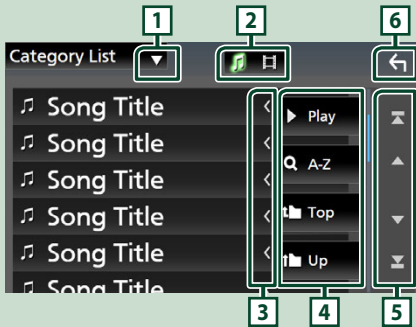 1 2 6
Category List
Song Title
Play
Song Title
A-Z
Song Title
Song Title
Top
Song Title
Up
Song Title
3 4 5